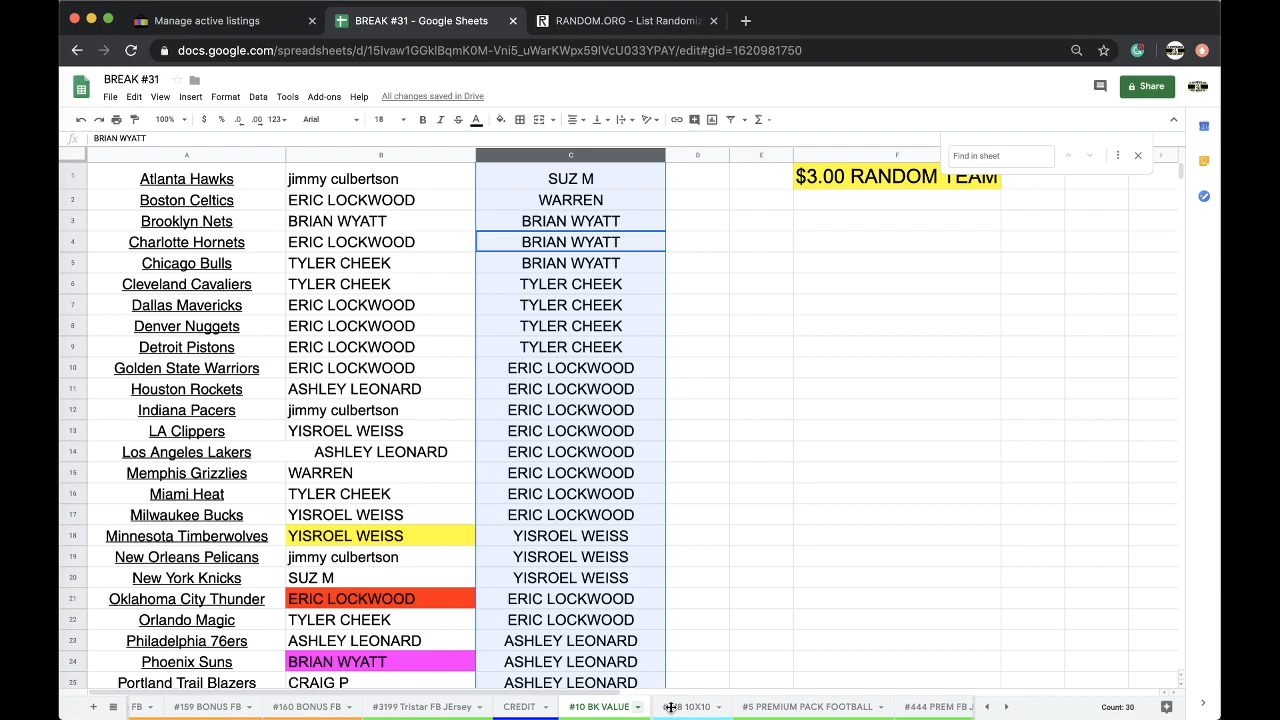 Manage active listings
BREAK #31 - Google Sheets
RANDOM.ORG - List Randomi
docs.google.com/spreadsheets/d/15Ivaw1GGkIBqmK0M-Vni5_uWarKWpx59IVcU033YPAY/edit#gid=1620981750
BREAK #31
File Edit View Insert Format Data Tools Add-ons Help All changes saved in Drive
Share
100% $ % .0 .00 123 Arial 18 B I S A
fx BRIAN WYATT
Find in sheet
A B C D E F I
1 Atlanta Hawks jimmy culbertson SUZ M $3.00 RANDOM TEAM
2 Boston Celtics ERIC LOCKWOOD WARREN
3 Brooklyn Nets BRIAN WYATT BRIAN WYATT
4 Charlotte Hornets ERIC LOCKWOOD BRIAN WYATT
5 Chicago Bulls TYLER CHEEK BRIAN WYATT
6 Cleveland Cavaliers TYLER CHEEK TYLER CHEEK
7 Dallas Mavericks ERIC LOCKWOOD TYLER CHEEK
8 Denver Nuggets ERIC LOCKWOOD TYLER CHEEK
9 Detroit Pistons ERIC LOCKWOOD TYLER CHEEK
10 Golden State Warriors ERIC LOCKWOOD ERIC LOCKWOOD
11 Houston Rockets ASHLEY LEONARD ERIC LOCKWOOD
12 Indiana Pacers jimmy culbertson ERIC LOCKWOOD
13 LA Clippers YISROEL WEISS ERIC LOCKWOOD
14 Los Angeles Lakers ASHLEY LEONARD ERIC LOCKWOOD
15 Memphis Grizzlies WARREN ERIC LOCKWOOD
16 Miami Heat TYLER CHEEK ERIC LOCKWOOD
17 Milwaukee Bucks YISROEL WEISS ERIC LOCKWOOD
18 Minnesota Timberwolves YISROEL WEISS YISROEL WEISS
19 New Orleans Pelicans jimmy culbertson YISROEL WEISS
20 New York Knicks SUZ M YISROEL WEISS
21 Oklahoma City Thunder ERIC LOCKWOOD ERIC LOCKWOOD
22 Orlando Magic TYLER CHEEK ERIC LOCKWOOD
23 Philadelphia 76ers ASHLEY LEONARD ASHLEY LEONARD
24 Phoenix Suns BRIAN WYATT ASHLEY LEONARD
25 Portland Trail Blazers CRAIG P ASHLEY LEONARD
FB #159 BONUS FB #160 BONUS FB #3199 Tristar FB JErsey CREDIT #10 BK VALUE 10X10 #5 PREMIUM PACK FOOTBALL #444 PREM FB J Count: 30